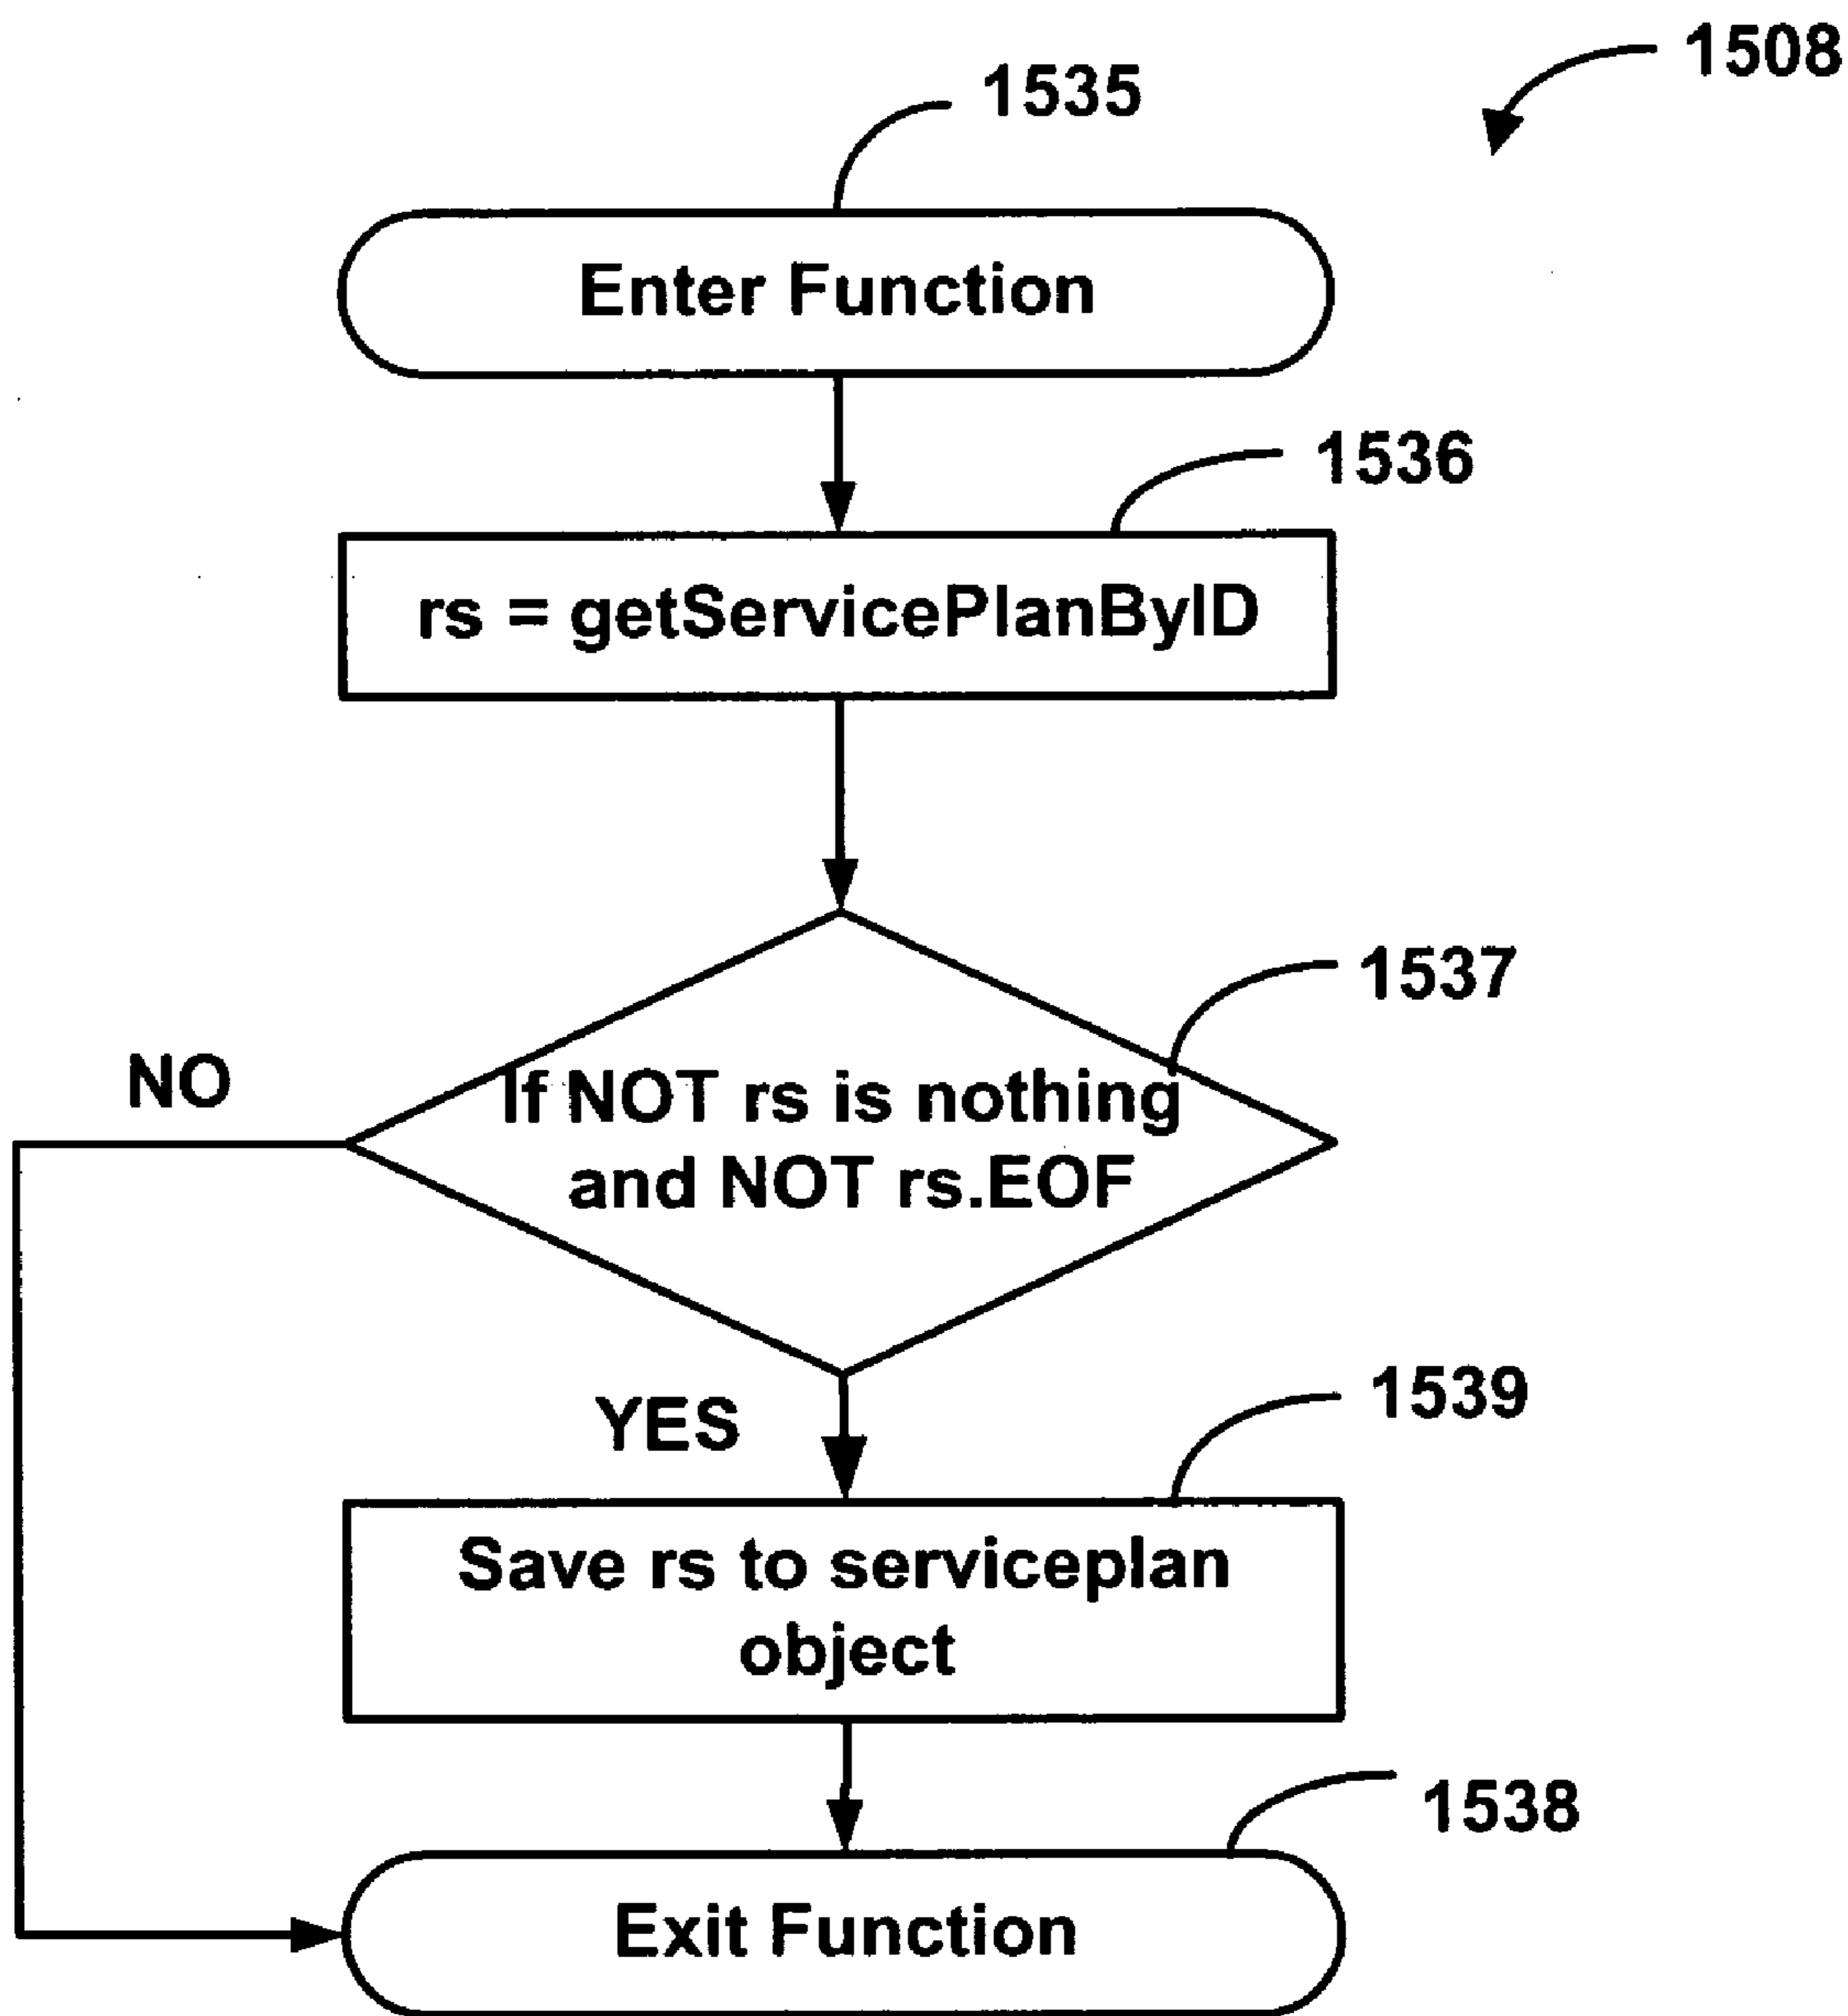 1508
1535
Enter Function
1536
rs = getServicePlanByID
1537
NO
If NOT rs is nothing
and NOT rs.EOF
1539
YES
Save rs to serviceplan
object
1538
Exit Function